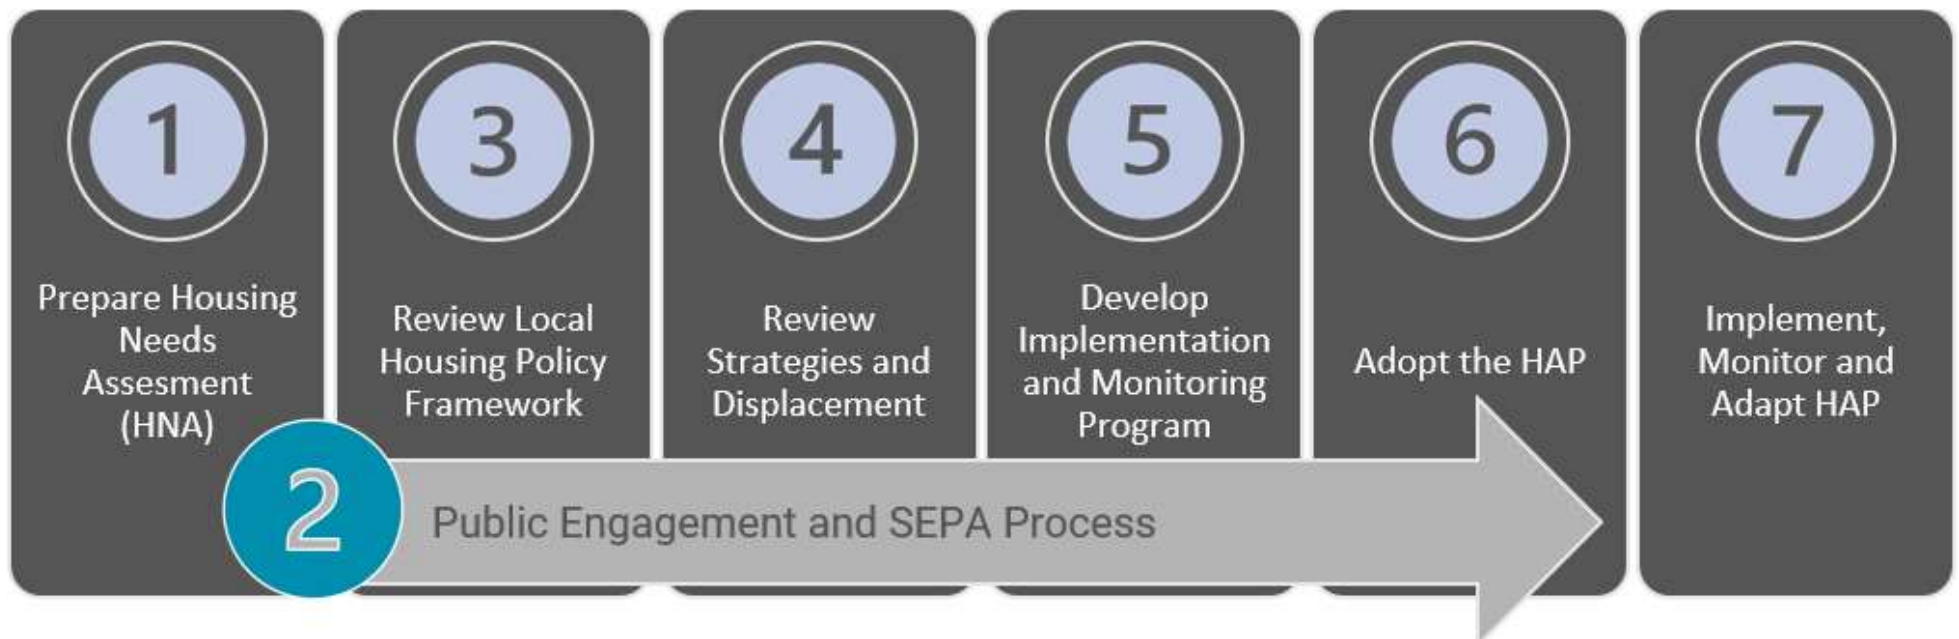 1
Prepare Housing
Needs
Assesment
(HNA)
2
Public Engagement and SEPA Process
3
Review Local
Housing Policy
Framework
4
Review
Strategies and
Displacement
5
Develop
Implementation
and Monitoring
Program
6
Adopt the HAP
7
Implement,
Monitor and
Adapt HAP